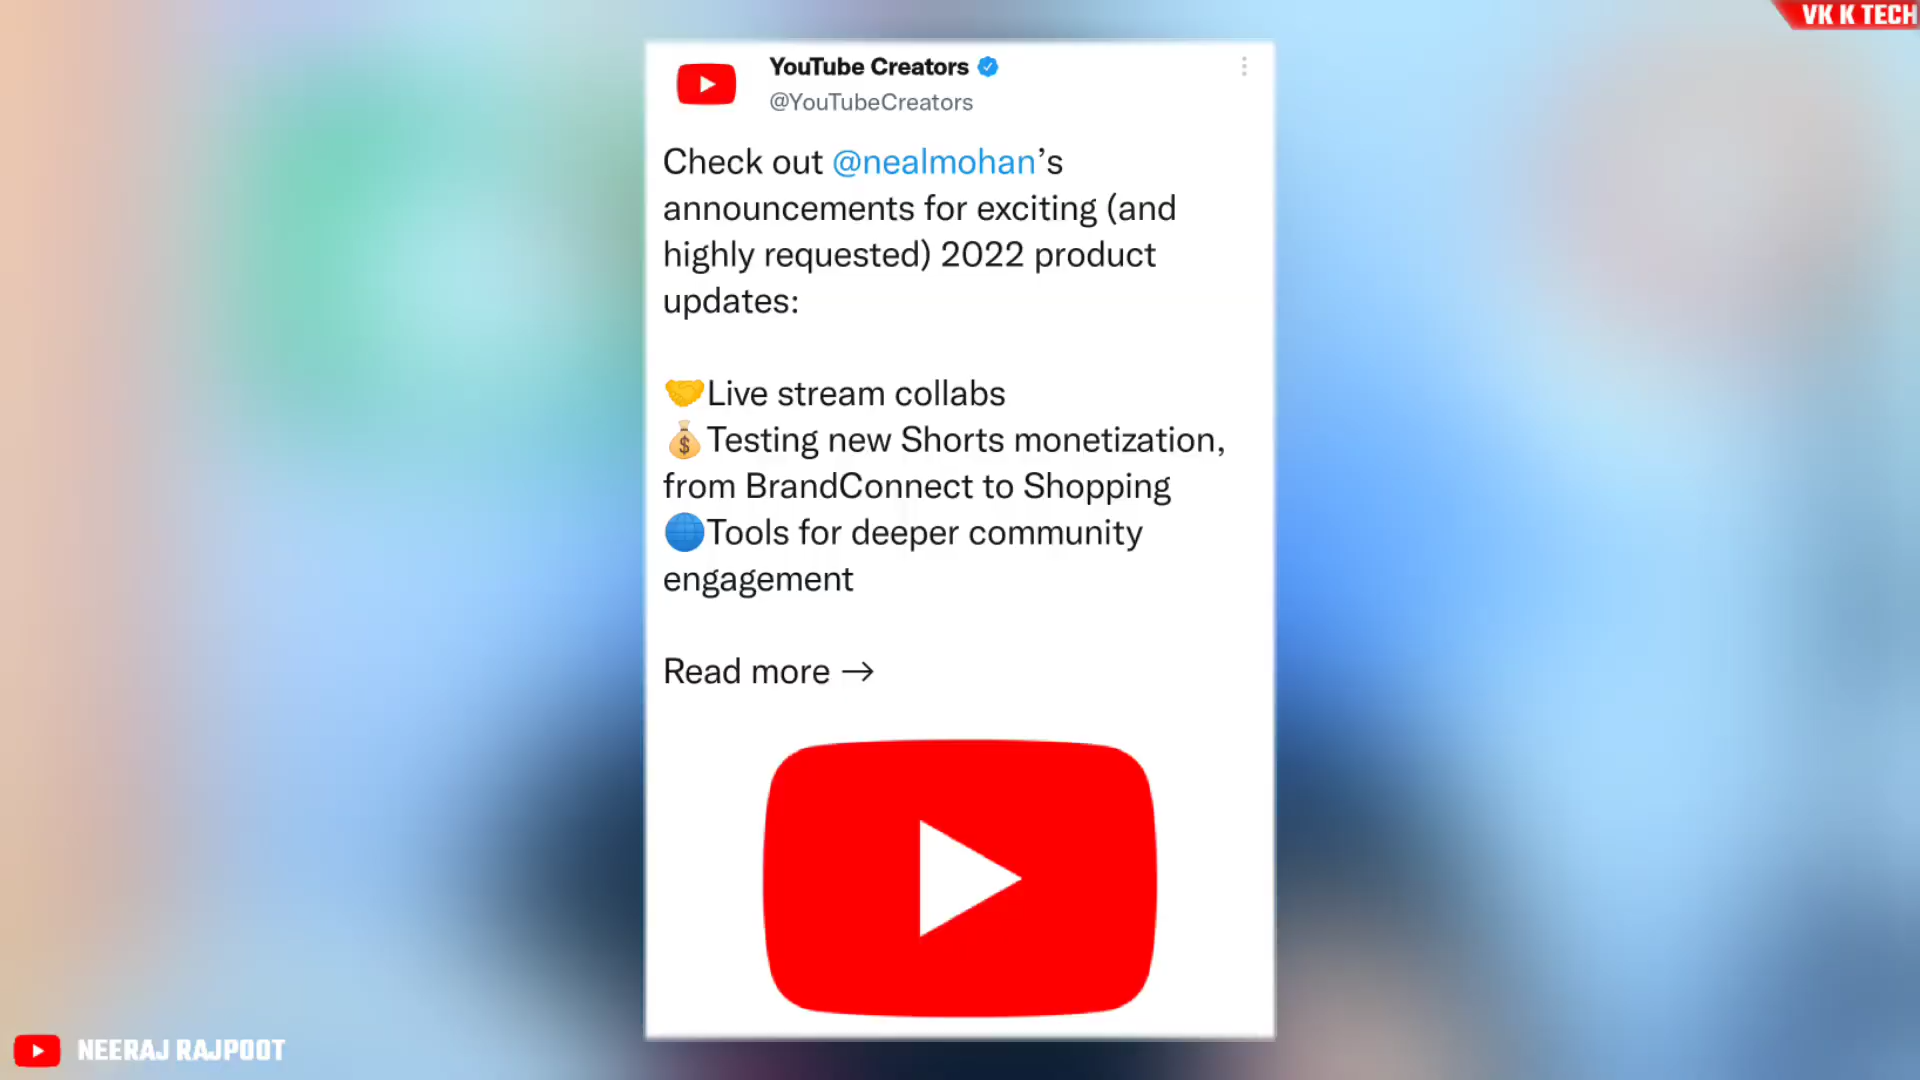 VK K TECH
YouTube Creators
@YouTubeCreators
Check out @nealmohan’s
announcements for exciting (and
highly requested) 2022 product
updates:
🤝Live stream collabs
💰Testing new Shorts monetization,
from BrandConnect to Shopping
🌐Tools for deeper community
engagement
Read more →
NEERAJ RAJPOOT